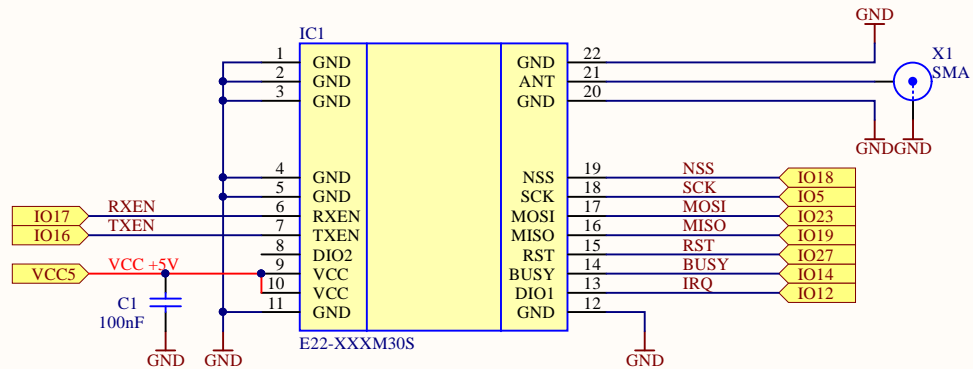 IC1
GND
X1
SMA
1 GND
GND 22
2 GND
ANT 21
3 GND
GND 20
GND GND
4 GND
NSS 19 NSS IO18
5 GND
SCK 18 SCK IO5
IO17 RXEN 6 RXEN
MOSI 17 MOSI IO23
IO16 TXEN 7 TXEN
MISO 16 MISO IO19
8 DIO2
RST 15 RST IO27
VCC5 VCC +5V 9 VCC
BUSY 14 BUSY IO14
10 VCC
DIO1 13 IRQ IO12
C1
100nF
11 GND
GND 12
E22-XXXM30S
GND GND GND